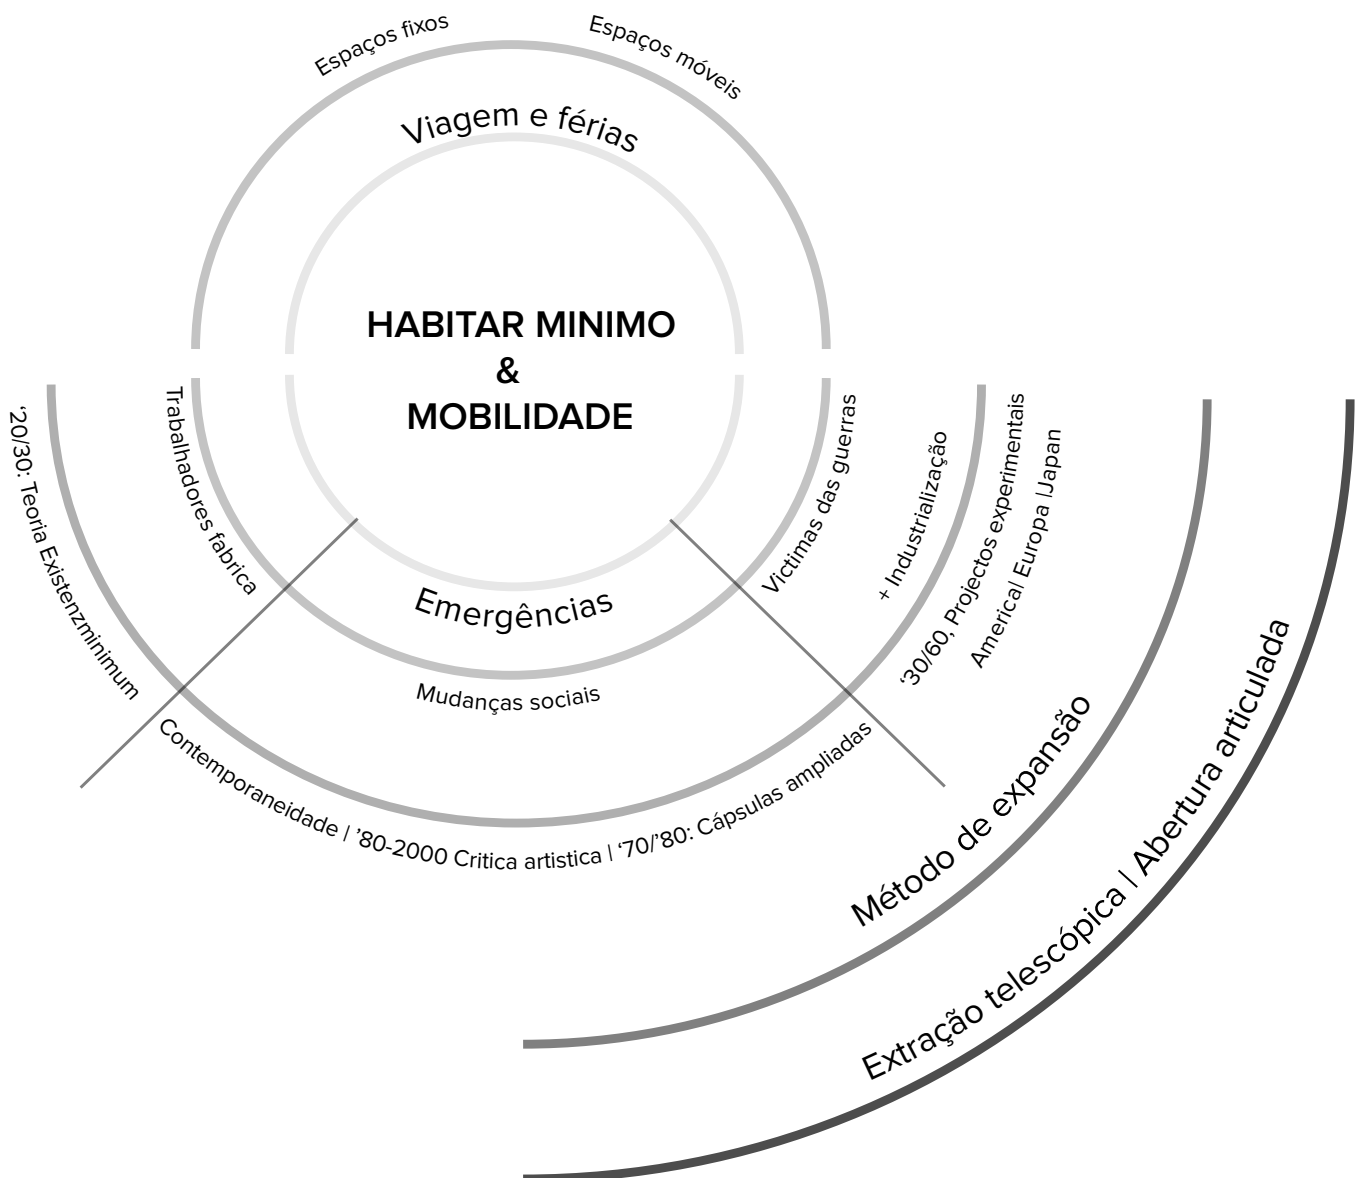 Espaços fixos
Espaços móveis
Viagem e férias
HABITAR MINIMO
&
MOBILIDADE
'20/30: Teoria Existenzminimum
Trabalhadores fabrica
Victimas das guerras
+ Industrialização
‘30/60, Projectos experimentais
America| Europa |Japan
Emergências
Mudanças sociais
Contemporaneidade | ’80-2000 Critica artistica | ‘70/’80: Cápsulas ampliadas
Método de expansão
Extração telescópica | Abertura articulada